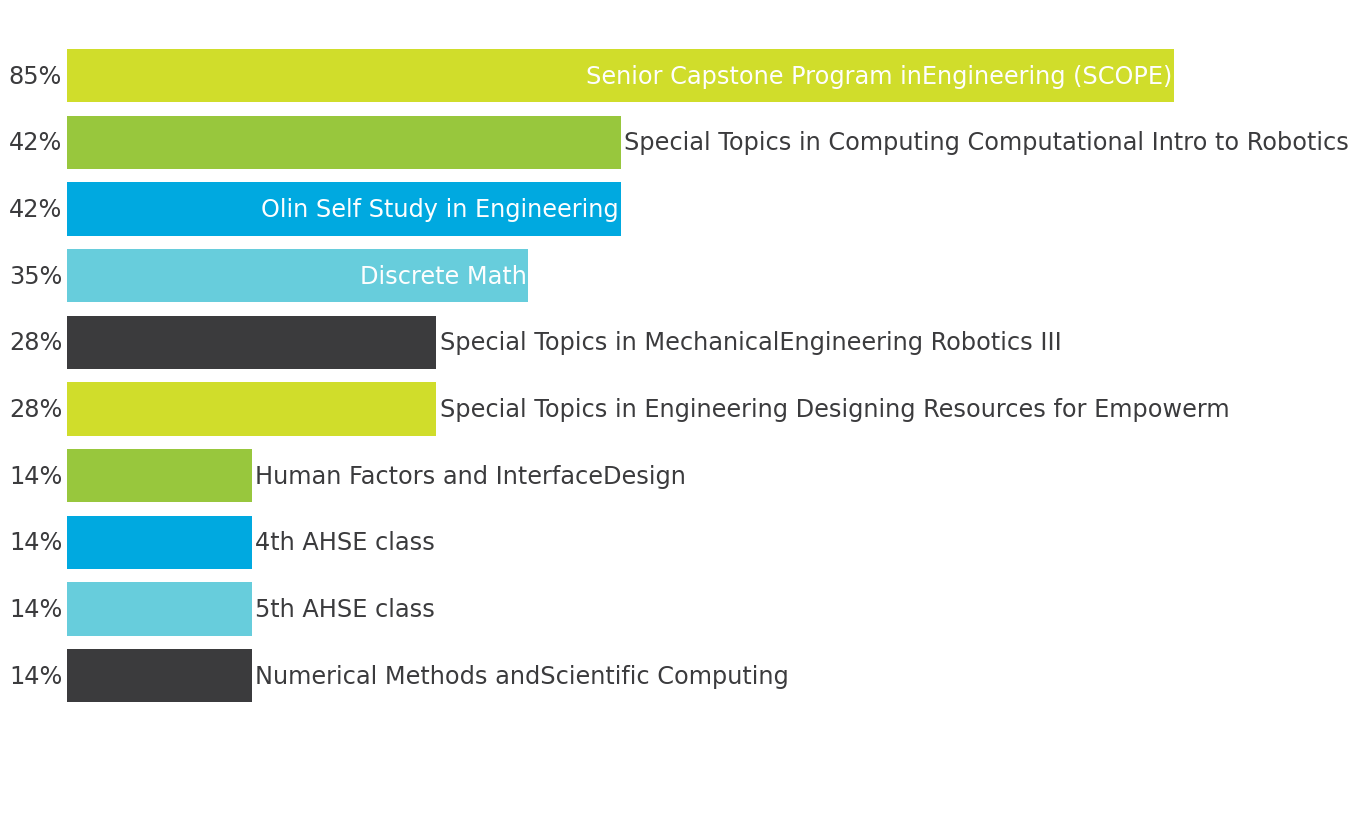 85% Senior Capstone Program inEngineering (SCOPE)
42% Special Topics in Computing Computational Intro to Robotics
42% Olin Self Study in Engineering
35% Discrete Math
28% Special Topics in MechanicalEngineering Robotics III
28% Special Topics in Engineering Designing Resources for Empowerm
14% Human Factors and InterfaceDesign
14% 4th AHSE class
14% 5th AHSE class
14% Numerical Methods andScientific Computing